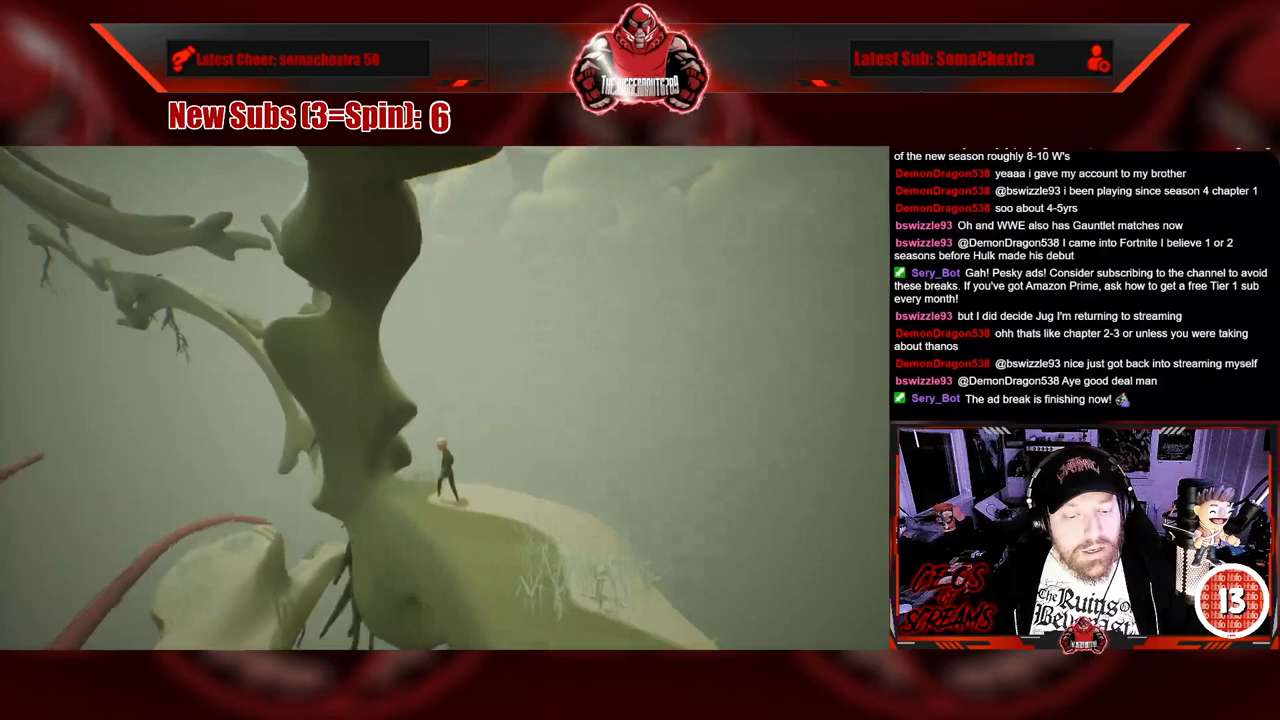 Latest Cheer: somachextra 50
THEJUGGERNAUT6789
Latest Sub: SomaChextra
New Subs (3=Spin): 6
of the new season roughly 8-10 W's
DemonDragon538 yeaaa i gave my account to my brother
DemonDragon538 @bswizzle93 i been playing since season 4 chapter 1
DemonDragon538 soo about 4-5yrs
bswizzle93 Oh and WWE also has Gauntlet matches now
bswizzle93 @DemonDragon538 I came into Fortnite I believe 1 or 2
seasons before Hulk made his debut
Sery_Bot Gah! Pesky ads! Consider subscribing to the channel to avoid
these breaks. If you've got Amazon Prime, ask how to get a free Tier 1 sub
every month!
bswizzle93 but I did decide Jug I'm returning to streaming
DemonDragon538 ohh thats like chapter 2-3 or unless you were taking
about thanos
DemonDragon538 @bswizzle93 nice just got back into streaming myself
bswizzle93 @DemonDragon538 Aye good deal man
Sery_Bot The ad break is finishing now!
The Ruins
Of
SCREAMS
13